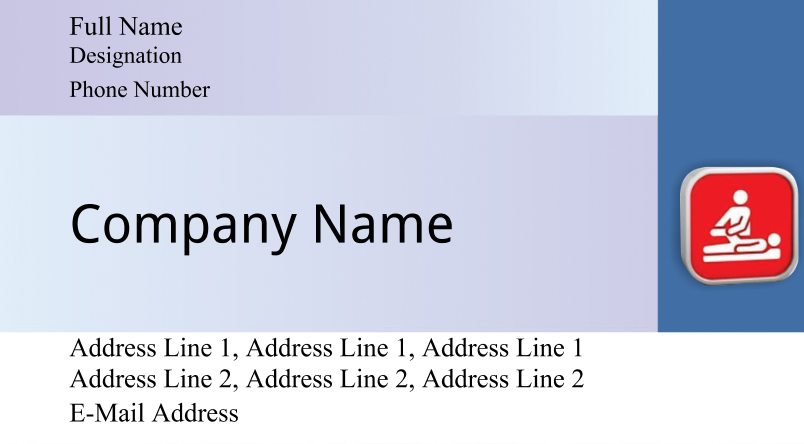 Full Name
Designation
Phone Number
Company Name
Address Line 1, Address Line 1, Address Line 1
Address Line 2, Address Line 2, Address Line 2
E-Mail Address